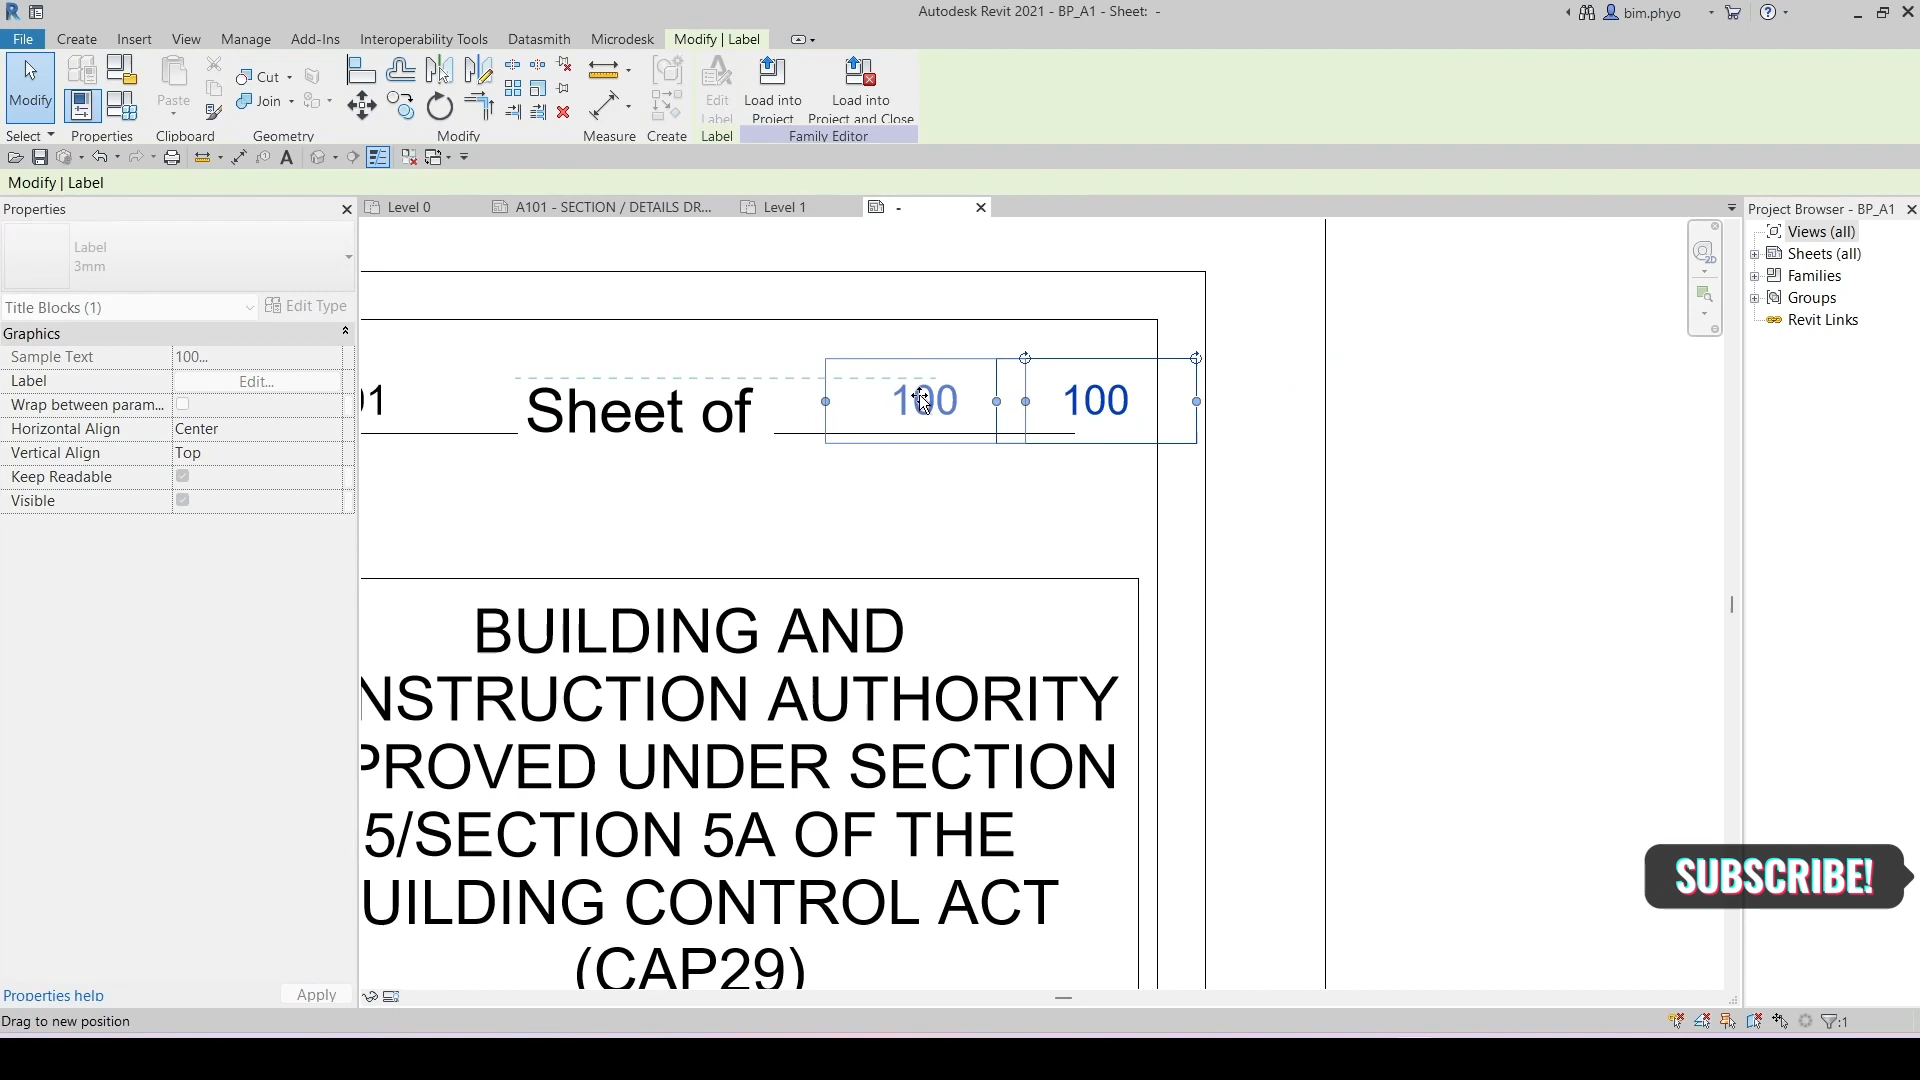 Autodesk Revit 2021 - BP_A1 - Sheet: -
bim.phyo
File Create Insert View Manage Add-Ins Interoperability Tools Datasmith Microdesk Modify | Label
Modify
Cut
Join
Paste
Edit
Label
Load into
Project
Load into
Project and Close
Select Properties Clipboard Geometry Modify Measure Create Label Family Editor
Modify | Label
Properties
Label
3mm
Title Blocks (1)
Edit Type
Graphics
Sample Text 100...
Label Edit...
Wrap between param...
Horizontal Align Center
Vertical Align Top
Keep Readable
Visible
Properties help
Apply
Level 0
A101 - SECTION / DETAILS DR...
Level 1
-
Sheet of
100
100
BUILDING AND
NSTRUCTION AUTHORITY
PROVED UNDER SECTION
5/SECTION 5A OF THE
UILDING CONTROL ACT
(CAP29)
Project Browser - BP_A1
Views (all)
Sheets (all)
Families
Groups
Revit Links
SUBSCRIBE!
Drag to new position
:1